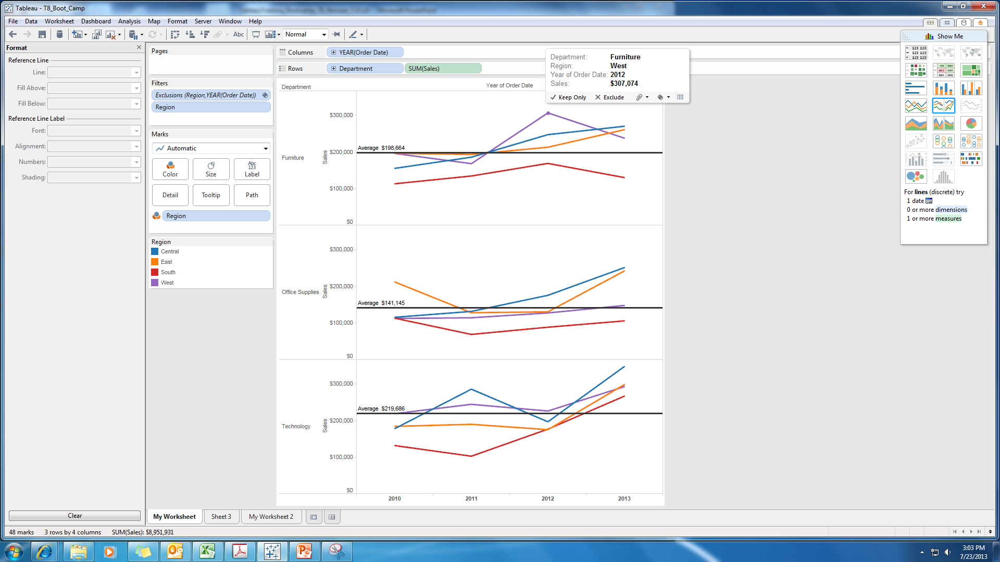 Tableau - T8_Boot_Camp
File Data Worksheet Dashboard Analysis Map Format Server Window Help
Abc Normal
Format
Reference Line
Line:
Fill Above:
Fill Below:
Reference Line Label
Font:
Alignment:
Numbers:
Shading:
Clear
Pages
Filters
Exclusions (Region,YEAR(Order Date))
Region
Marks
Automatic
Color Size Abc 123 Label
Detail Tooltip Path
Region
Region
Central
East
South
West
Columns YEAR(Order Date)
Rows Department SUM(Sales)
Department Year of Order Date
Department: Furniture
Region: West
Year of Order Date: 2012
Sales: $307,074
Keep Only Exclude
Furniture
Sales
$300,000
$200,000
$100,000
$0
Average $198,664
Office Supplies
Sales
$300,000
$200,000
$100,000
$0
Average $141,145
Technology
Sales
$300,000
$200,000
$100,000
$0
Average $219,686
2010 2011 2012 2013
Show Me
For lines (discrete) try
1 date
0 or more dimensions
1 or more measures
My Worksheet Sheet 3 My Worksheet 2
48 marks 3 rows by 4 columns SUM(Sales): $8,951,931
3:03 PM
7/23/2013